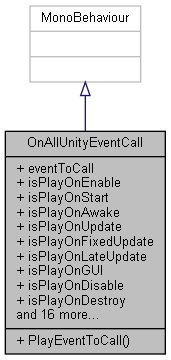 MonoBehaviour
OnAllUnityEventCall
+ eventToCall
+ isPlayOnEnable
+ isPlayOnStart
+ isPlayOnAwake
+ isPlayOnUpdate
+ isPlayOnFixedUpdate
+ isPlayOnLateUpdate
+ isPlayOnGUI
+ isPlayOnDisable
+ isPlayOnDestroy
and 16 more...
+ PlayEventToCall()